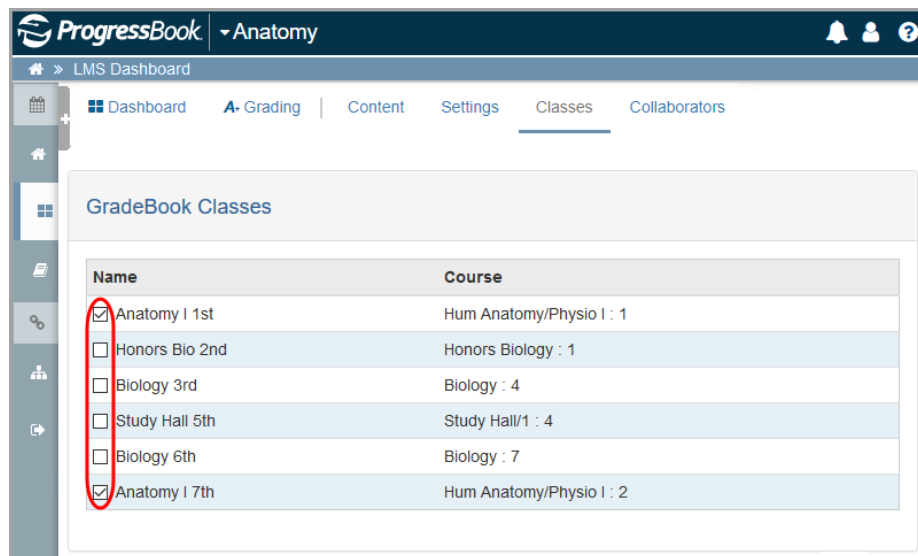 ProgressBook Anatomy
» LMS Dashboard
Dashboard A+ Grading Content Settings Classes Collaborators
GradeBook Classes
Name Course
Anatomy I 1st Hum Anatomy/Physio I : 1
Honors Bio 2nd Honors Biology : 1
Biology 3rd Biology : 4
Study Hall 5th Study Hall/1 : 4
Biology 6th Biology : 7
Anatomy I 7th Hum Anatomy/Physio I : 2